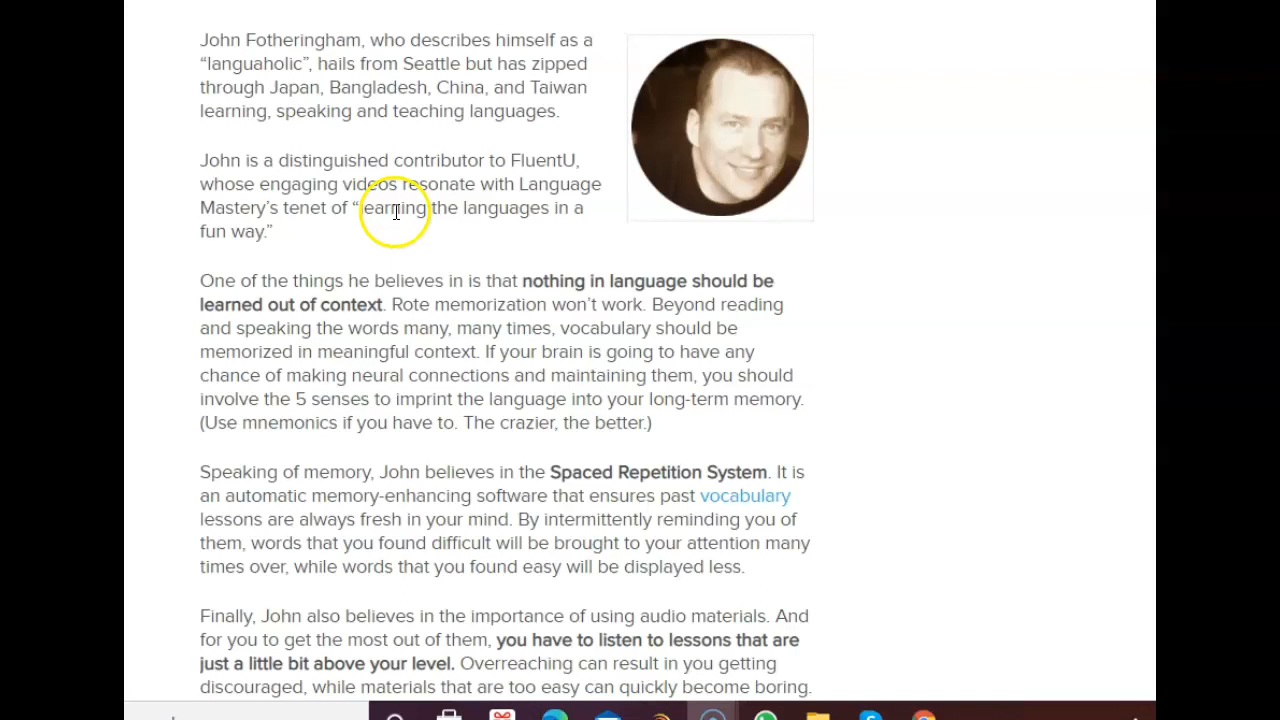 John Fotheringham, who describes himself as a
“languaholic”, hails from Seattle but has zipped
through Japan, Bangladesh, China, and Taiwan
learning, speaking and teaching languages.
John is a distinguished contributor to FluentU,
whose engaging videos resonate with Language
Mastery’s tenet of “learning the languages in a
fun way.”
One of the things he believes in is that nothing in language should be
learned out of context. Rote memorization won’t work. Beyond reading
and speaking the words many, many times, vocabulary should be
memorized in meaningful context. If your brain is going to have any
chance of making neural connections and maintaining them, you should
involve the 5 senses to imprint the language into your long-term memory.
(Use mnemonics if you have to. The crazier, the better.)
Speaking of memory, John believes in the Spaced Repetition System. It is
an automatic memory-enhancing software that ensures past vocabulary
lessons are always fresh in your mind. By intermittently reminding you of
them, words that you found difficult will be brought to your attention many
times over, while words that you found easy will be displayed less.
Finally, John also believes in the importance of using audio materials. And
for you to get the most out of them, you have to listen to lessons that are
just a little bit above your level. Overreaching can result in you getting
discouraged, while materials that are too easy can quickly become boring.